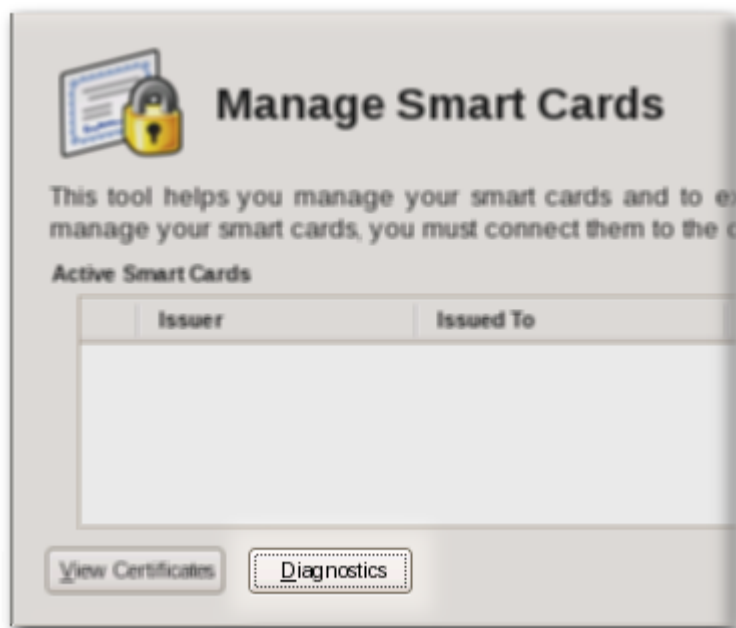 Manage Smart Cards
This tool helps you manage your smart cards and to
manage your smart cards, you must connect them to the
Active Smart Cards
Issuer Issued To
View Certificates Diagnostics